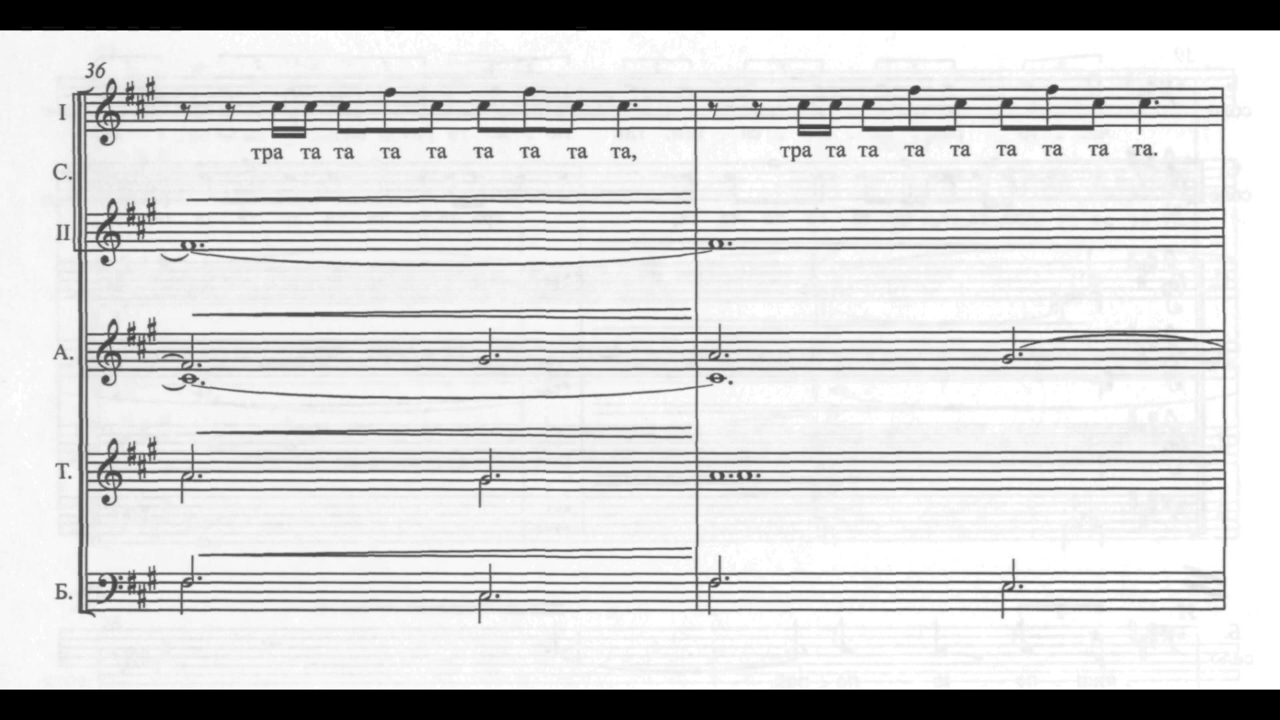 36
I
тра та та та та та та та та, тра та та та та та та та та.
С.
II
А.
Т.
Б.